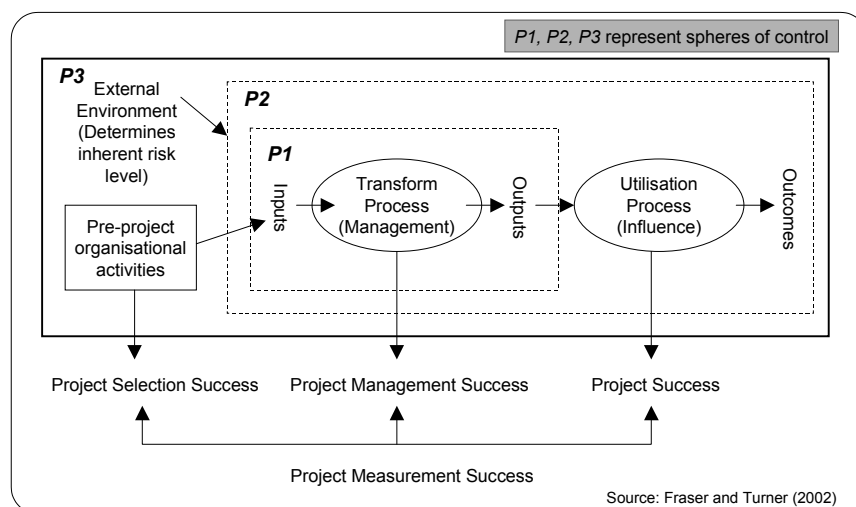 P1, P2, P3 represent spheres of control
P3
External
Environment
(Determines
inherent risk
level)
P2
P1
Inputs
Transform
Process
(Management)
Outputs
Utilisation
Process
(Influence)
Outcomes
Pre-project
organisational
activities
Project Selection Success
Project Management Success
Project Success
Project Measurement Success
Source: Fraser and Turner (2002)